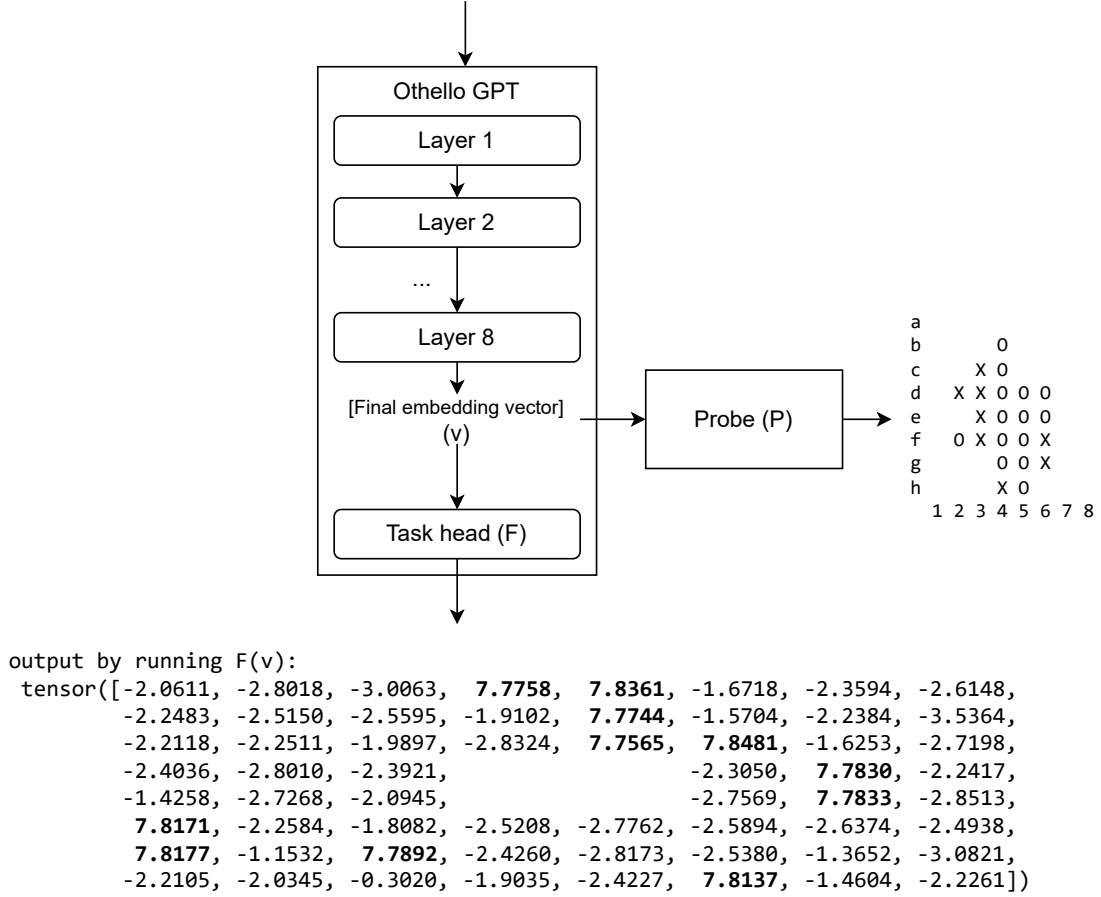 Othello GPT
Layer 1
Layer 2
...
Layer 8
[Final embedding vector]
(v)
Probe (P)
Task head (F)
a
b O
c X O
d X X O O O
e X O O O
f O X O O X
g O O X
h X O
1 2 3 4 5 6 7 8
output by running F(v):
tensor([-2.0611, -2.8018, -3.0063, 7.7758, 7.8361, -1.6718, -2.3594, -2.6148,
-2.2483, -2.5150, -2.5595, -1.9102, 7.7744, -1.5704, -2.2384, -3.5364,
-2.2118, -2.2511, -1.9897, -2.8324, 7.7565, 7.8481, -1.6253, -2.7198,
-2.4036, -2.8010, -2.3921, -2.3050, 7.7830, -2.2417,
-1.4258, -2.7268, -2.0945, -2.7569, 7.7833, -2.8513,
7.8171, -2.2584, -1.8082, -2.5208, -2.7762, -2.5894, -2.6374, -2.4938,
7.8177, -1.1532, 7.7892, -2.4260, -2.8173, -2.5380, -1.3652, -3.0821,
-2.2105, -2.0345, -0.3020, -1.9035, -2.4227, 7.8137, -1.4604, -2.2261])